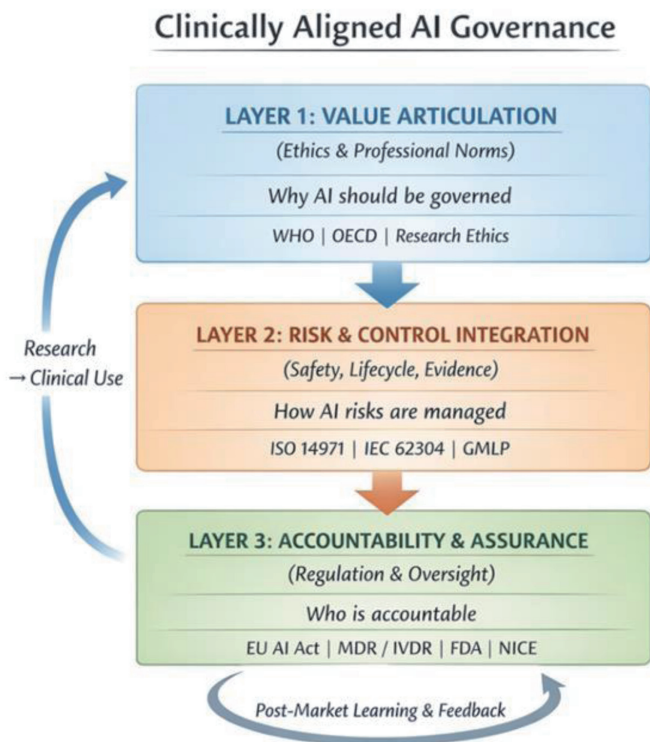 Clinically Aligned AI Governance
LAYER 1: VALUE ARTICULATION
(Ethics & Professional Norms)
Why AI should be governed
WHO | OECD | Research Ethics
LAYER 2: RISK & CONTROL INTEGRATION
(Safety, Lifecycle, Evidence)
How AI risks are managed
ISO 14971 | IEC 62304 | GMLP
Research
→ Clinical Use
LAYER 3: ACCOUNTABILITY & ASSURANCE
(Regulation & Oversight)
Who is accountable
EU AI Act | MDR / IVDR | FDA | NICE
Post-Market Learning & Feedback